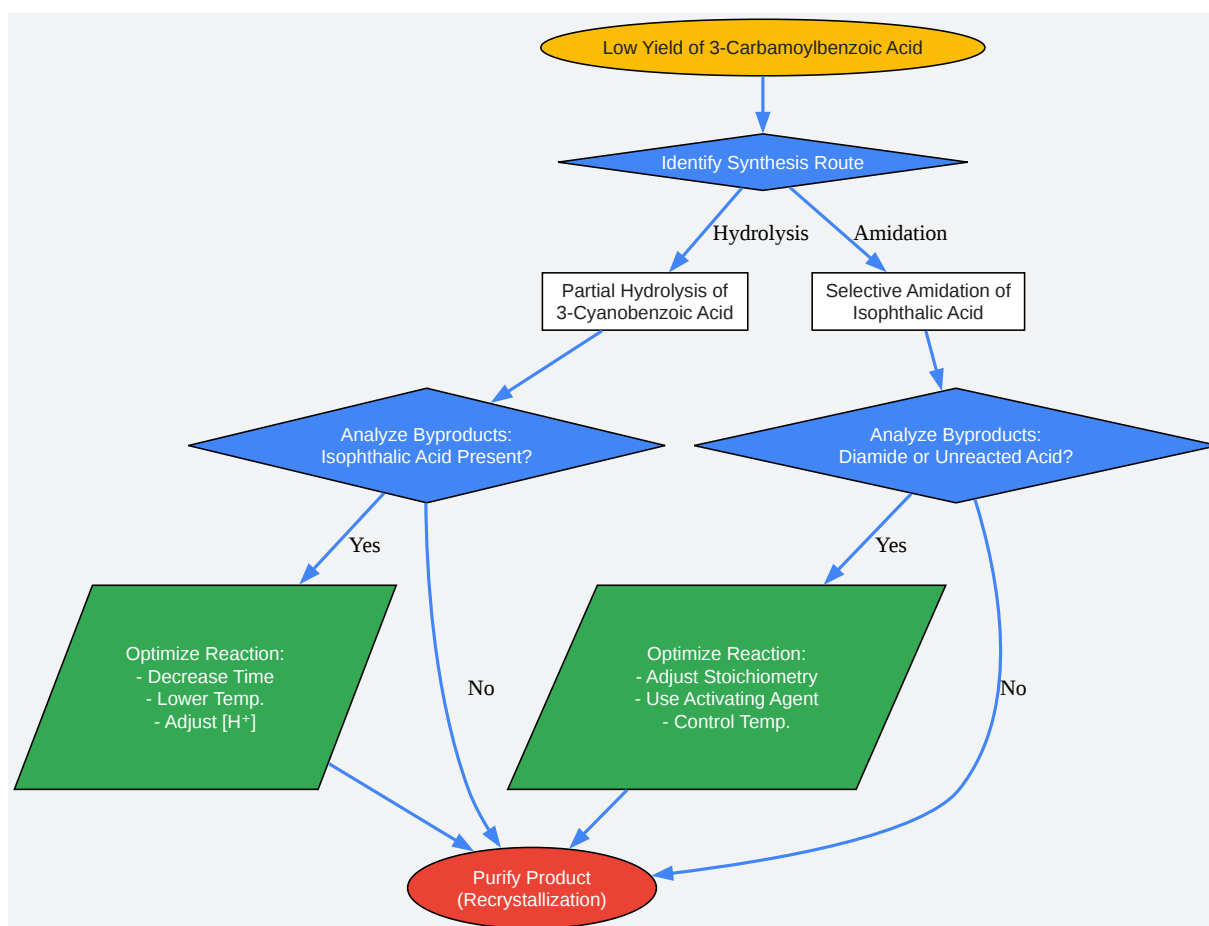 Low Yield of 3-Carbamoylbenzoic Acid
Identify Synthesis Route
Hydrolysis
Amidation
Partial Hydrolysis of
3-Cyanobenzoic Acid
Selective Amidation of
Isophthalic Acid
Analyze Byproducts:
Isophthalic Acid Present?
Analyze Byproducts:
Diamide or Unreacted Acid?
Yes
Yes
Optimize Reaction:
- Decrease Time
- Lower Temp.
- Adjust [H⁺]
No
Optimize Reaction:
- Adjust Stoichiometry
- Use Activating Agent
- Control Temp.
No
Purify Product
(Recrystallization)